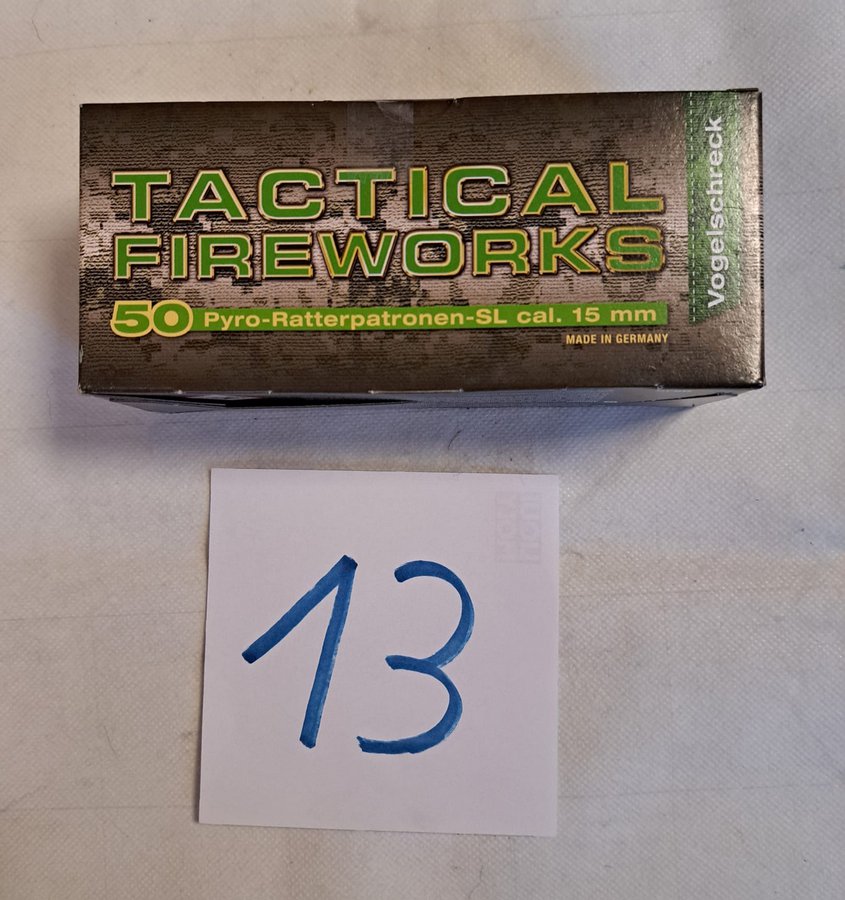 TACTICAL
FIREWORKS
50 Pyro-Ratterpatronen-SL cal. 15 mm
MADE IN GERMANY
Vogelschreck
13